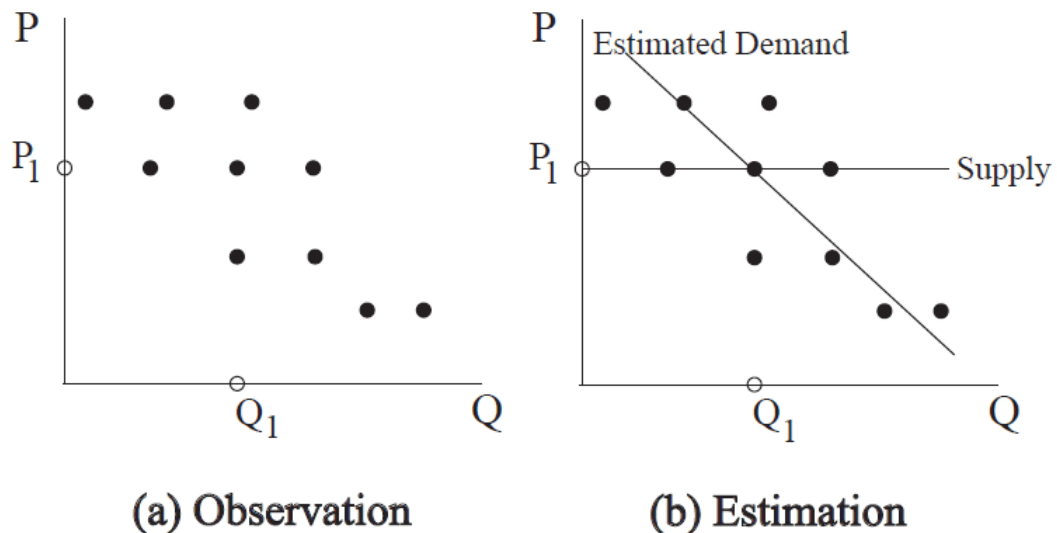 P
P1
Q1
Q
(a) Observation
P
Estimated Demand
P1
Supply
Q1
Q
(b) Estimation